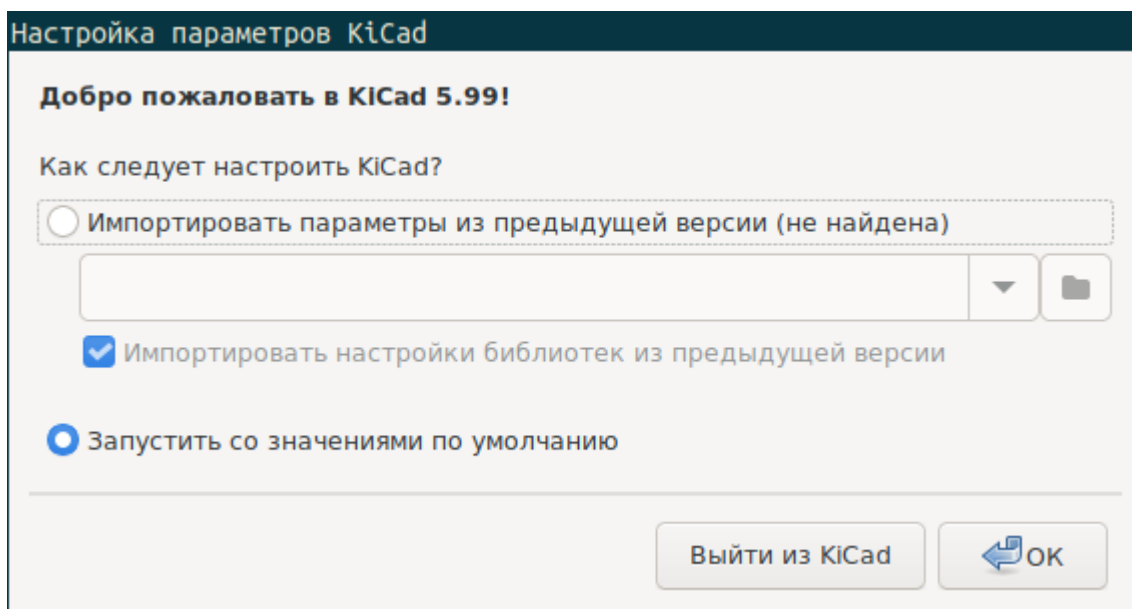 Настройка параметров KiCad
Добро пожаловать в KiCad 5.99!
Как следует настроить KiCad?
Импортировать параметры из предыдущей версии (не найдена)
Импортировать настройки библиотек из предыдущей версии
Запустить со значениями по умолчанию
Выйти из KiCad
OK